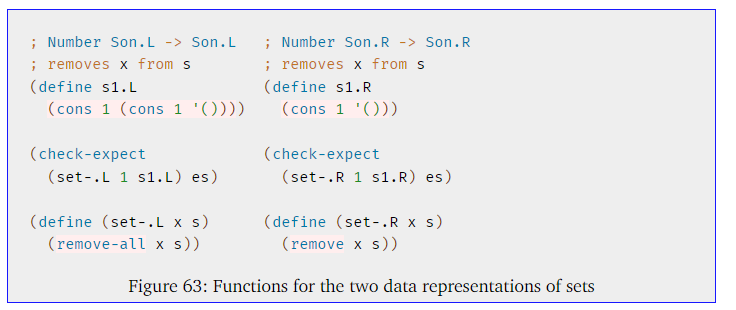 ; Number Son.L -> Son.L
; removes x from s
(define s1.L
  (cons 1 (cons 1 '())))
(check-expect
  (set-.L 1 s1.L) es)
(define (set-.L x s)
  (remove-all x s))
; Number Son.R -> Son.R
; removes x from s
(define s1.R
  (cons 1 '()))
(check-expect
  (set-.R 1 s1.R) es)
(define (set-.R x s)
  (remove x s))
Figure 63: Functions for the two data representations of sets